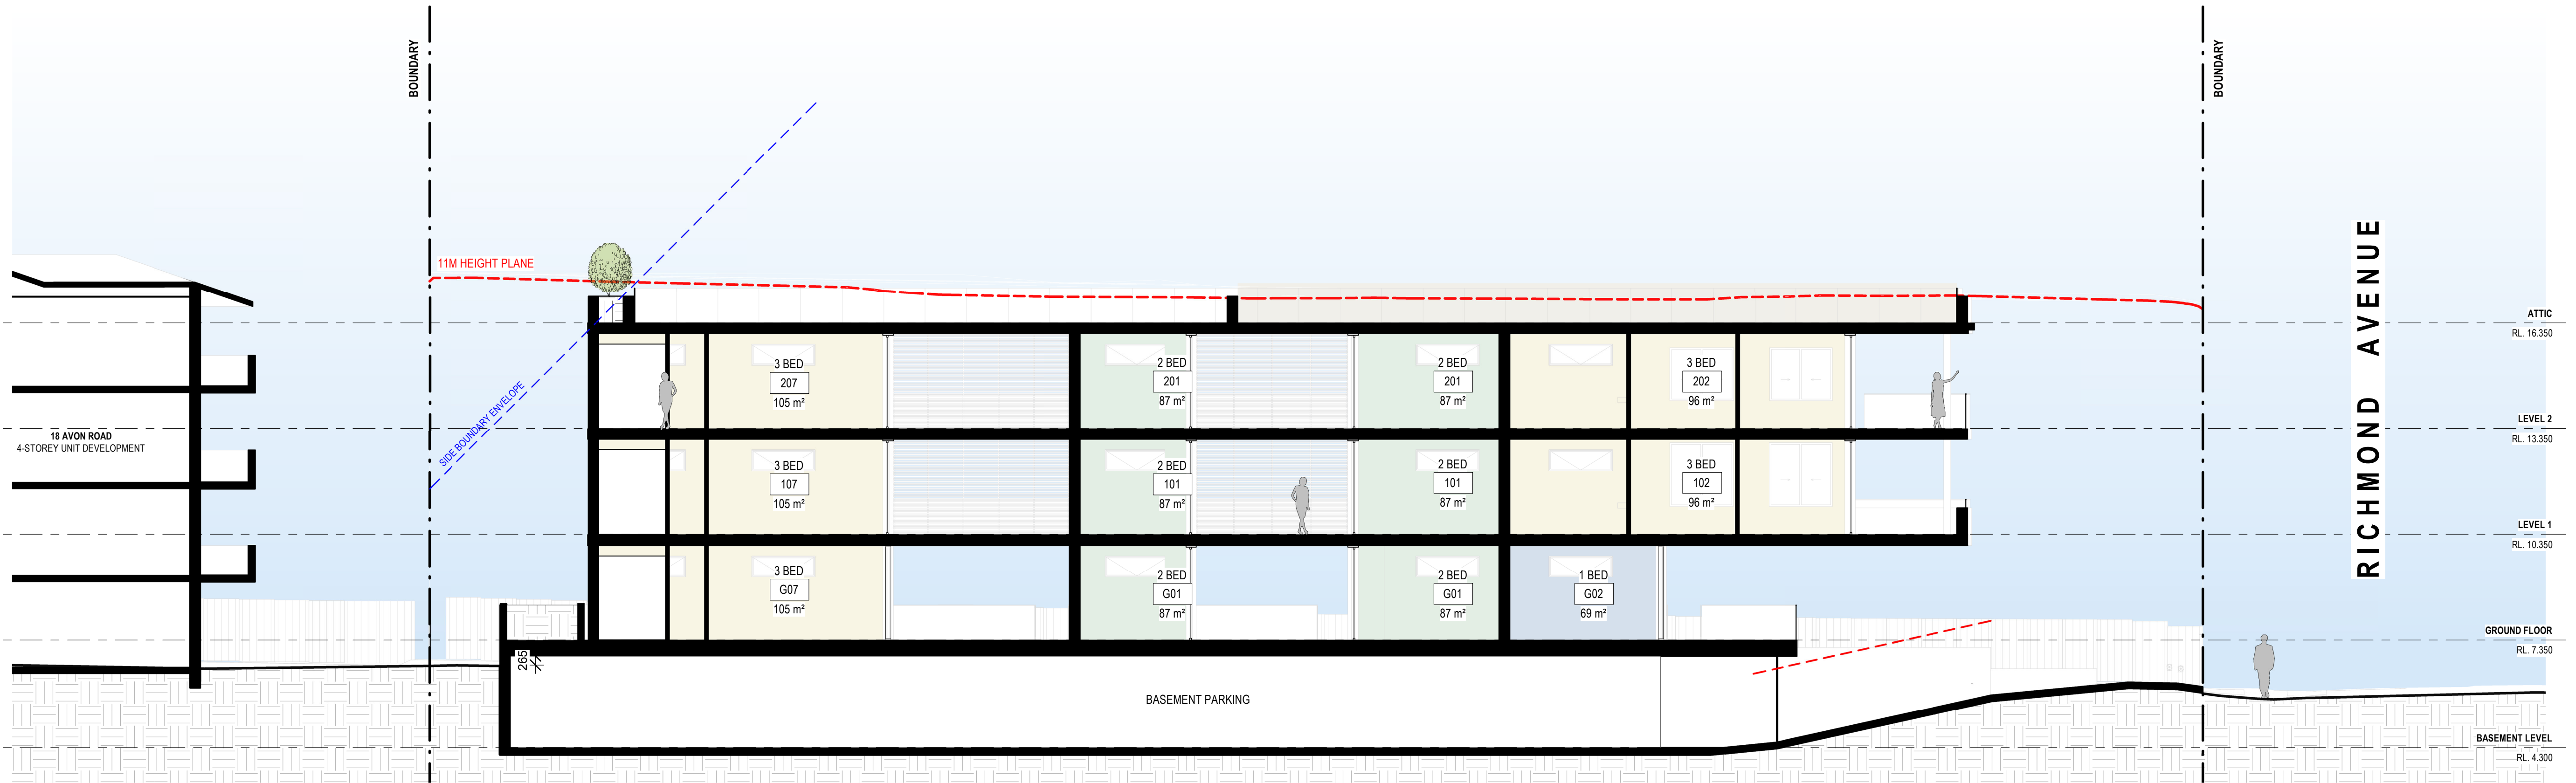 BOUNDARY
BOUNDARY
11M HEIGHT PLANE
SIDE BOUNDARY ENVELOPE
18 AVON ROAD
4-STOREY UNIT DEVELOPMENT
3 BED
207
105 m²
2 BED
201
87 m²
2 BED
201
87 m²
3 BED
202
96 m²
3 BED
107
105 m²
2 BED
101
87 m²
2 BED
101
87 m²
3 BED
102
96 m²
3 BED
G07
105 m²
2 BED
G01
87 m²
2 BED
G01
87 m²
1 BED
G02
69 m²
265
BASEMENT PARKING
RICHMOND AVENUE
ATTIC
RL. 16.350
LEVEL 2
RL. 13.350
LEVEL 1
RL. 10.350
GROUND FLOOR
RL. 7.350
BASEMENT LEVEL
RL. 4.300